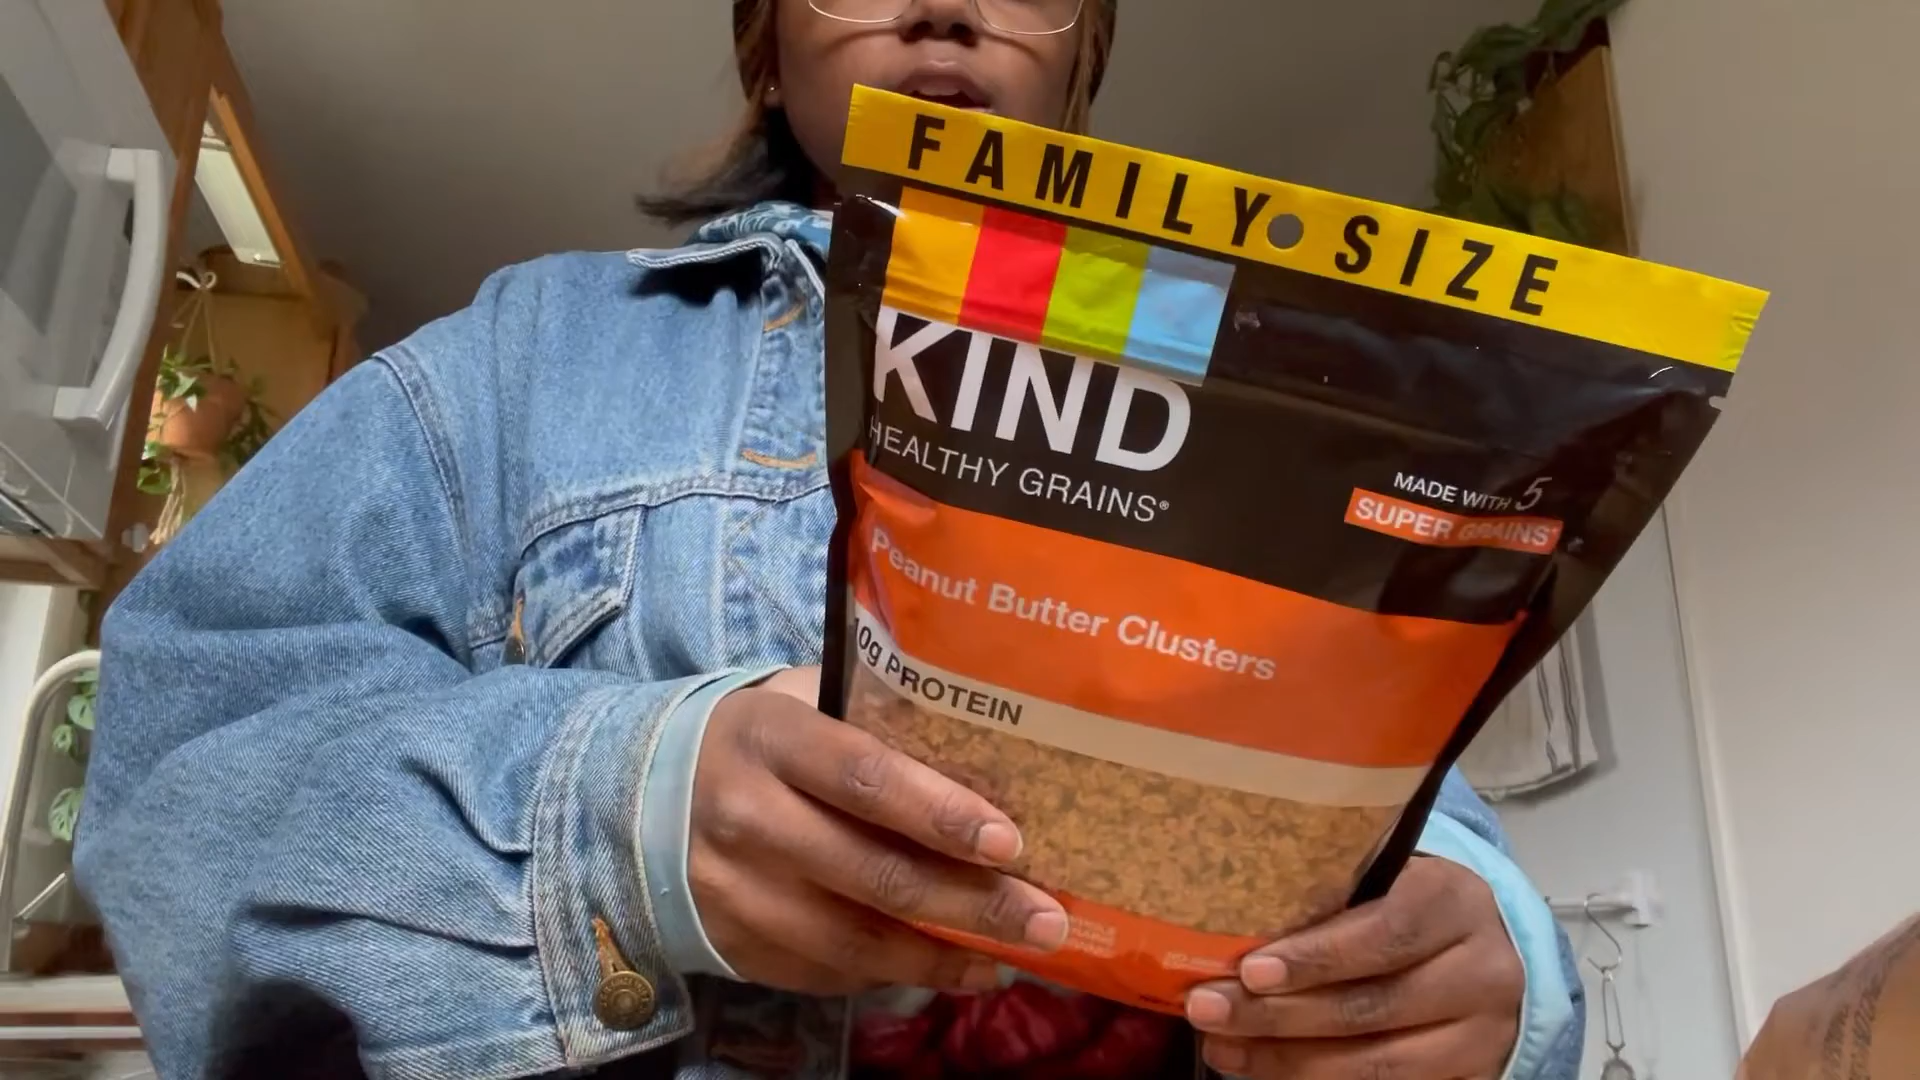 FAMILY SIZE
KIND
HEALTHY GRAINS®
MADE WITH 5
SUPER GRAINS
Peanut Butter Clusters
10g PROTEIN